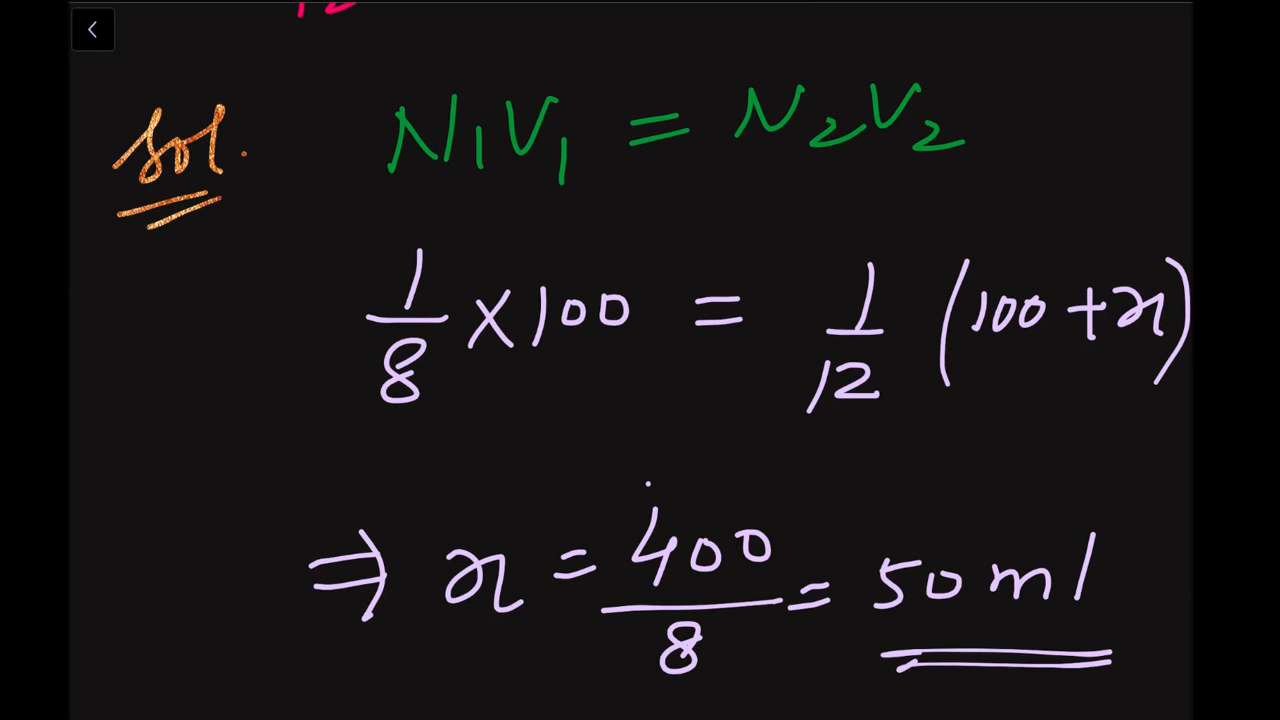 Sol.
N₁V₁ = N₂V₂
1/8 × 100 = 1/12 (100 + x)
⇒ x = 400/8 = 50 ml